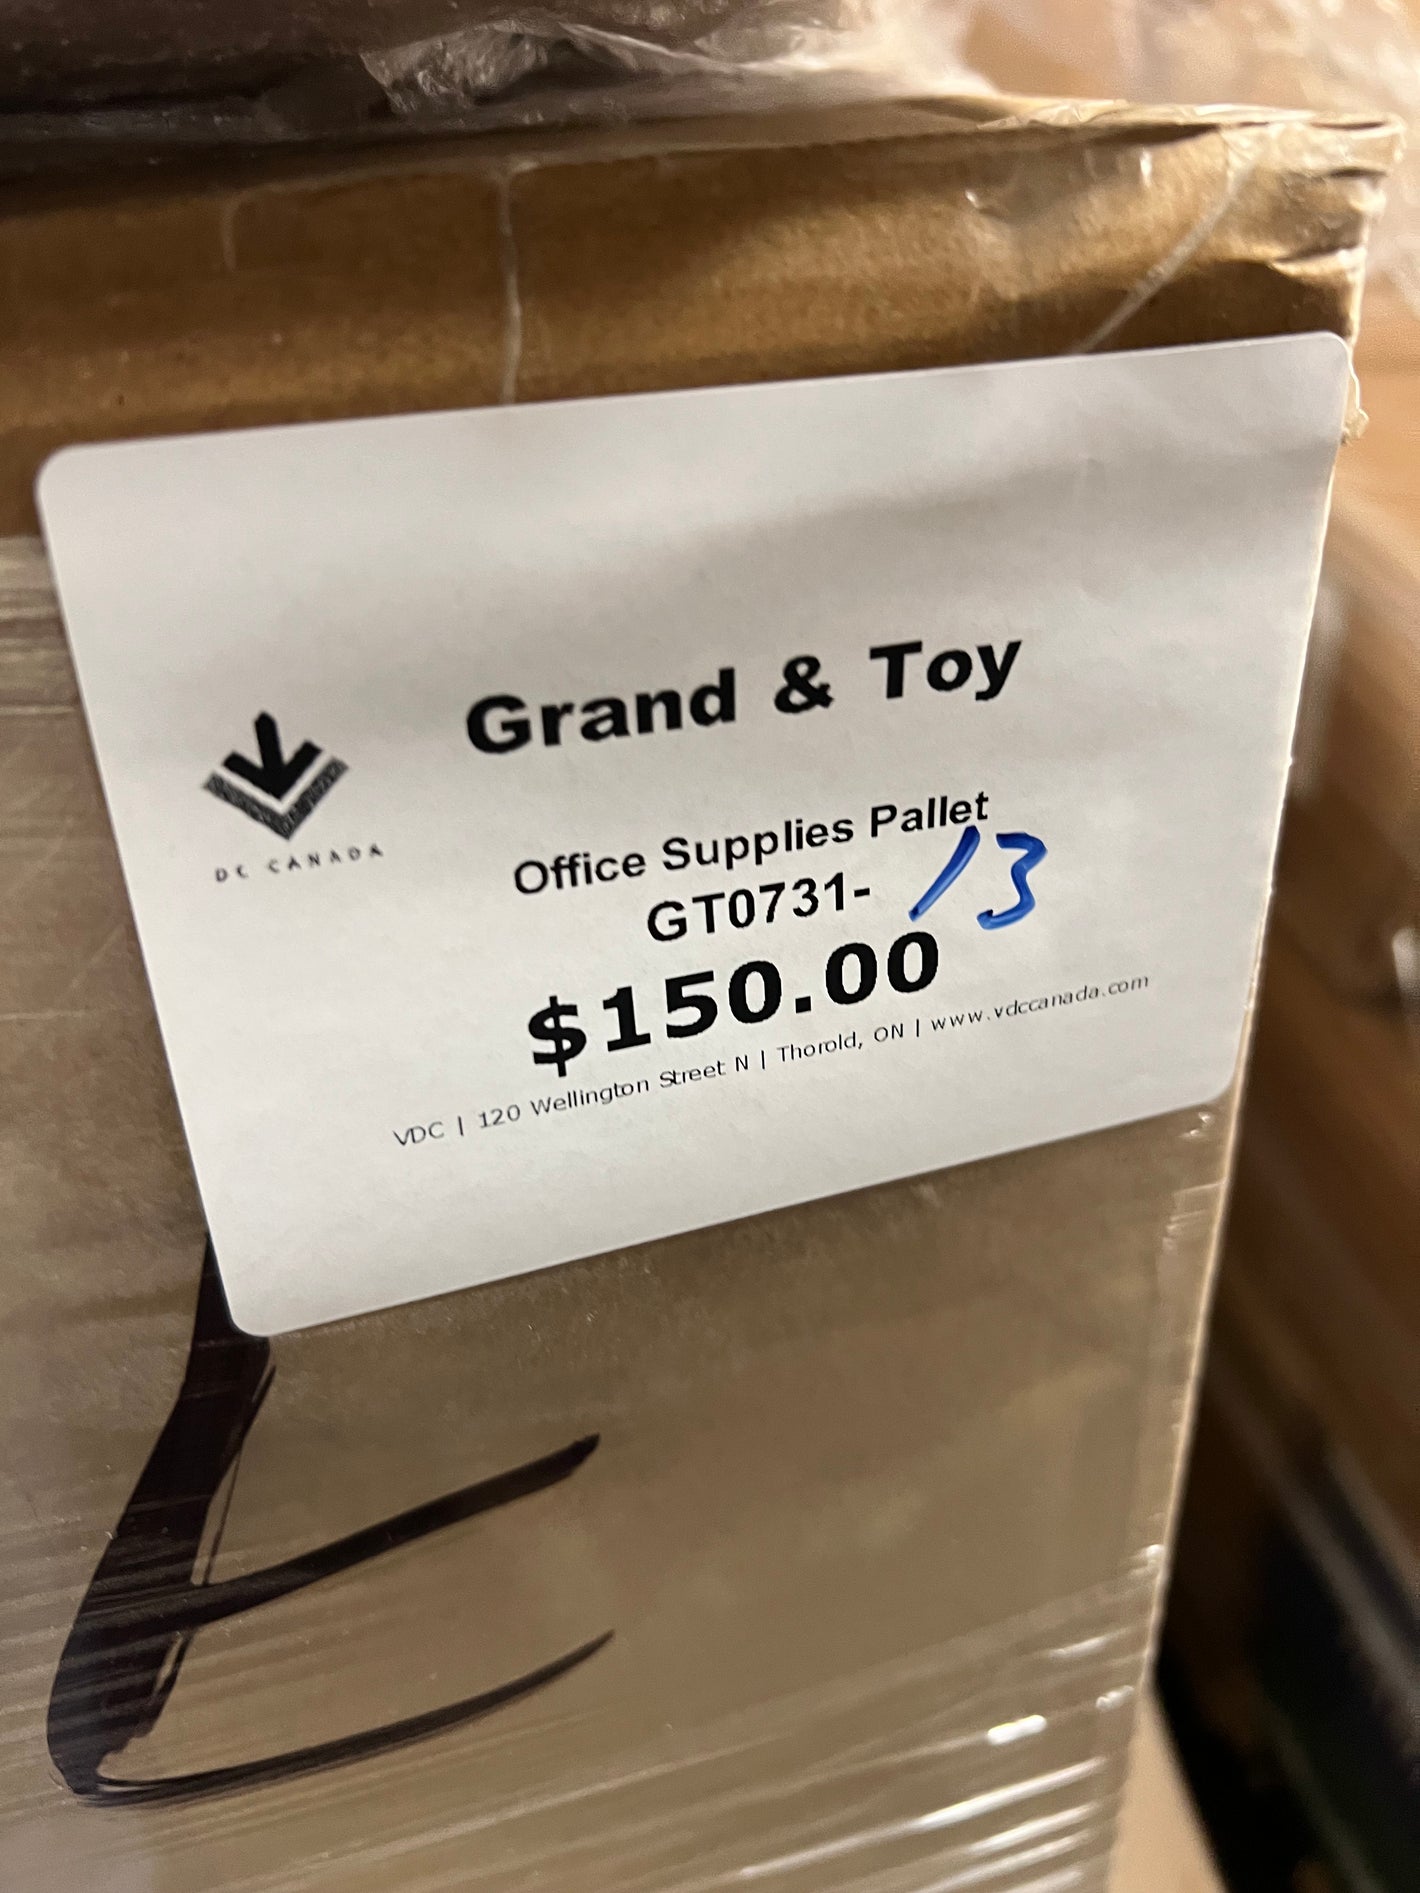 Grand & Toy
DC CANADA
Office Supplies Pallet
GT0731- 13
$150.00
VDC | 120 Wellington Street N | Thorold, ON | www.vdccanada.com